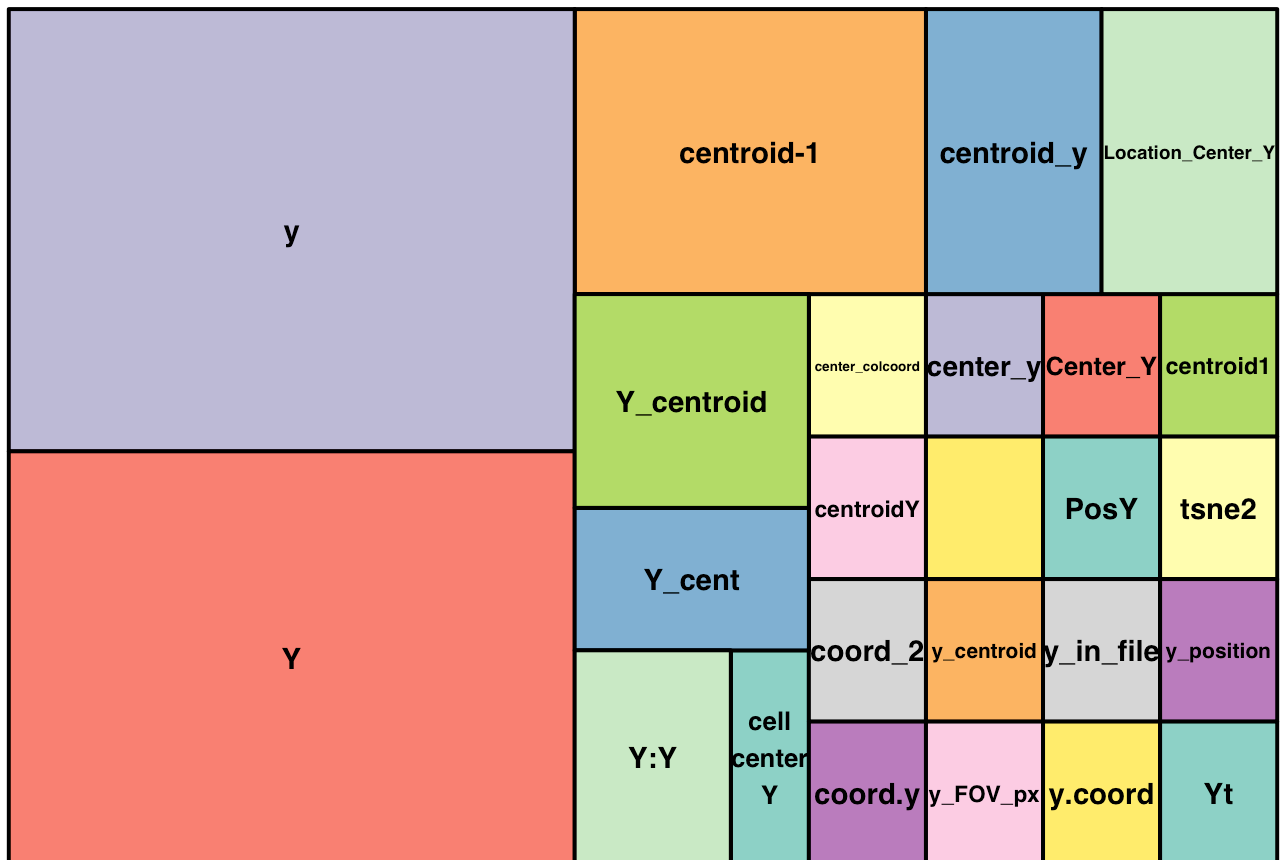 y
centroid-1
centroid_y
Location_Center_Y
Y_centroid
center_colcoord
center_y
Center_Y
centroid1
centroidY
PosY
tsne2
Y_cent
coord_2
y_centroid
y_in_file
y_position
Y
Y:Y
cell
center
Y
coord.y
y_FOV_px
y.coord
Yt